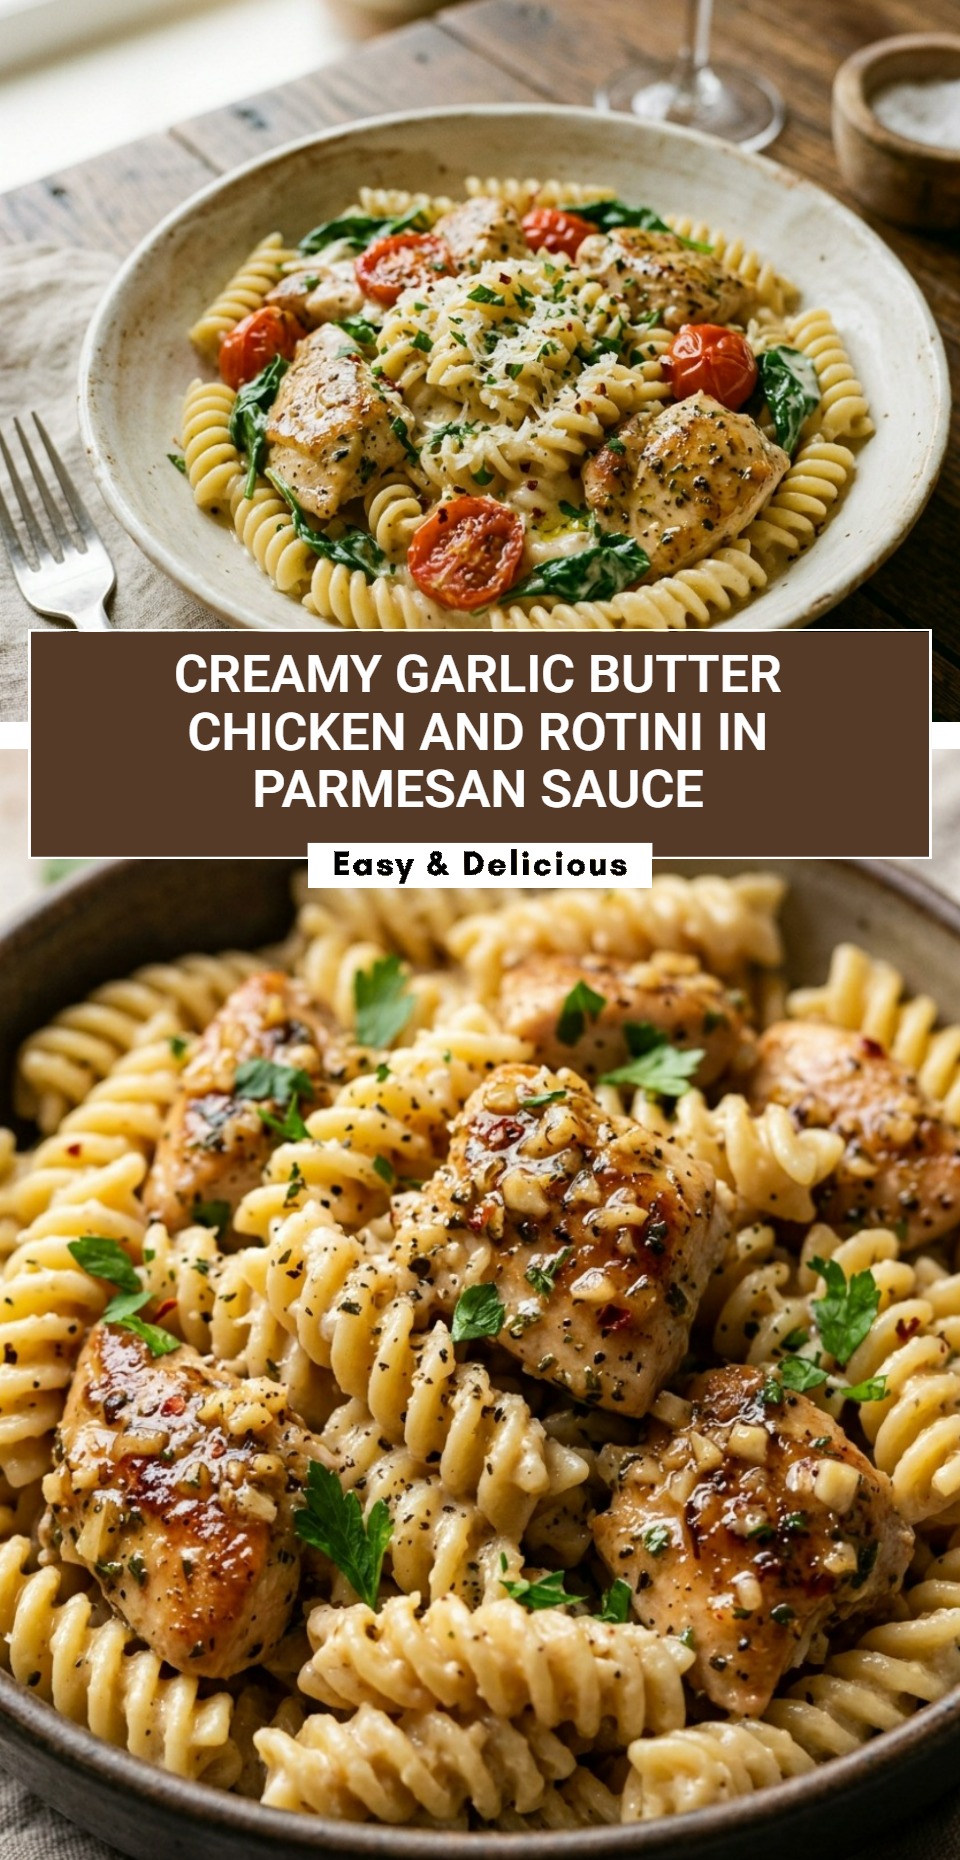 CREAMY GARLIC BUTTER
CHICKEN AND ROTINI IN
PARMESAN SAUCE
Easy & Delicious